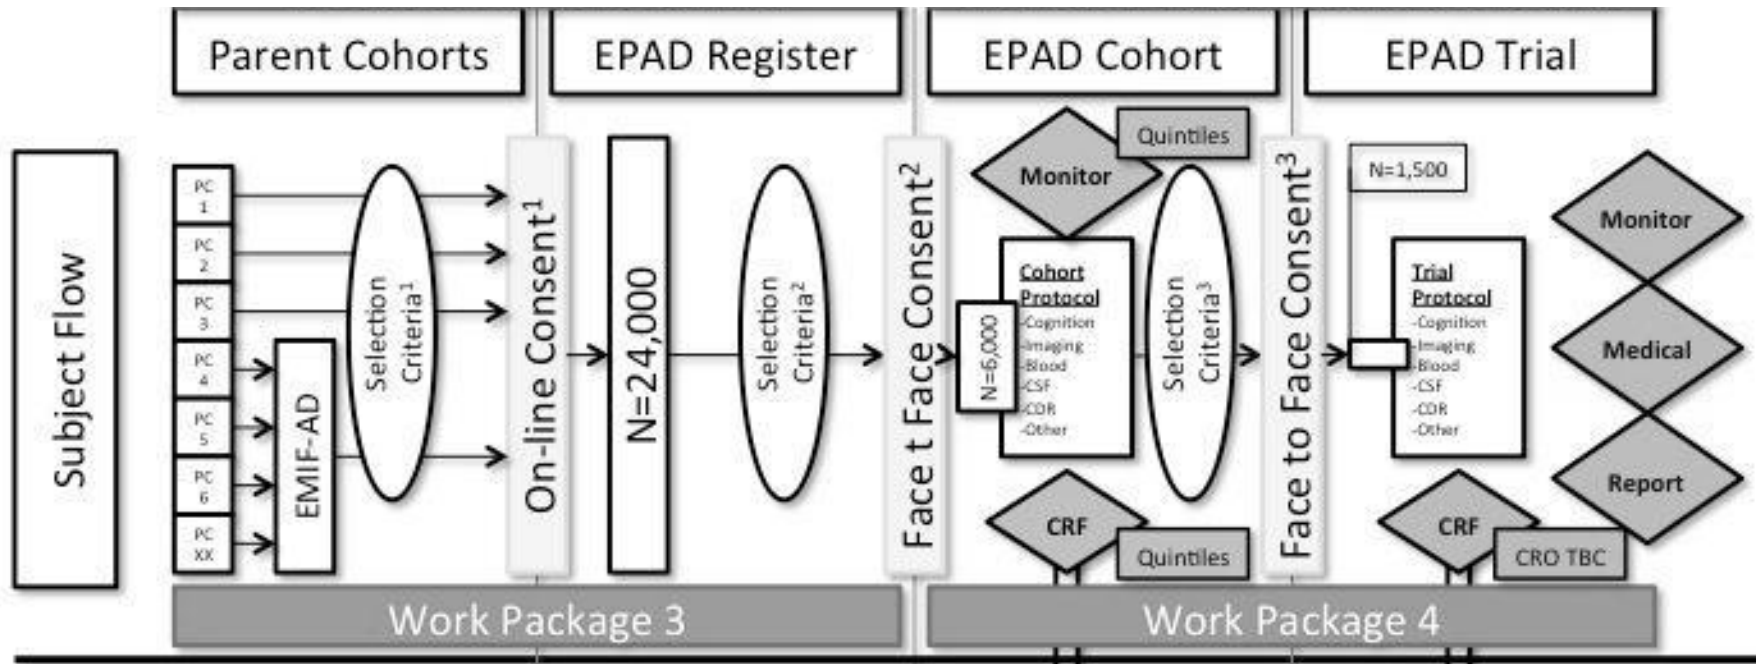 Parent Cohorts
EPAD Register
EPAD Cohort
EPAD Trial
Subject Flow
PC
1
PC
2
PC
3
PC
4
PC
5
PC
6
PC
XX
EMIF-AD
Selection
Criteria1
On-line Consent1
N=24,000
Selection
Criteria2
Face t Face Consent2
Monitor
Quintiles
N=6,000
Cohort
Protocol
-Cognition
-Imaging
-Blood
-CSF
-CDR
-Other
CRF
Quintiles
Selection
Criteria3
Face to Face Consent3
N=1,500
Trial
Protocol
-Cognition
-Imaging
-Blood
-CSF
-CDR
-Other
CRF
CRO TBC
Monitor
Medical
Report
Work Package 3
Work Package 4